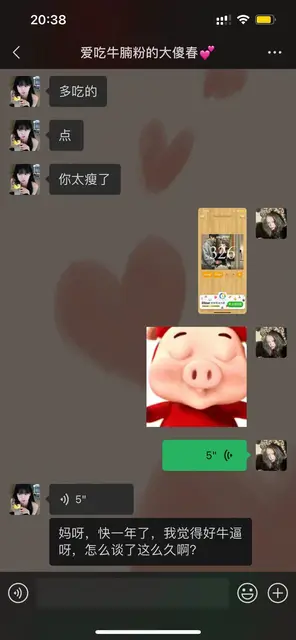 20:38
爱吃牛腩粉的大傻春💕
多吃的
点
你太瘦了
326
5"
5"
妈呀，快一年了，我觉得好牛逼
呀，怎么谈了这么久啊？